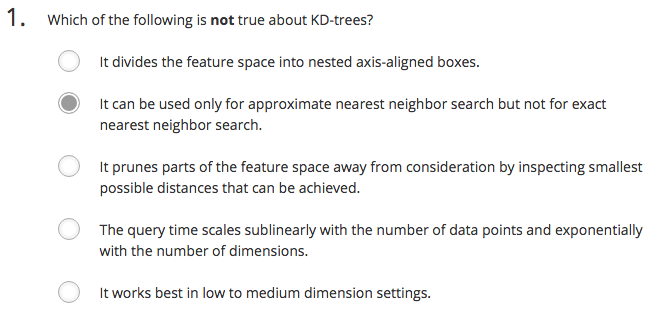 1. Which of the following is not true about KD-trees?
It divides the feature space into nested axis-aligned boxes.
It can be used only for approximate nearest neighbor search but not for exact
nearest neighbor search.
It prunes parts of the feature space away from consideration by inspecting smallest
possible distances that can be achieved.
The query time scales sublinearly with the number of data points and exponentially
with the number of dimensions.
It works best in low to medium dimension settings.